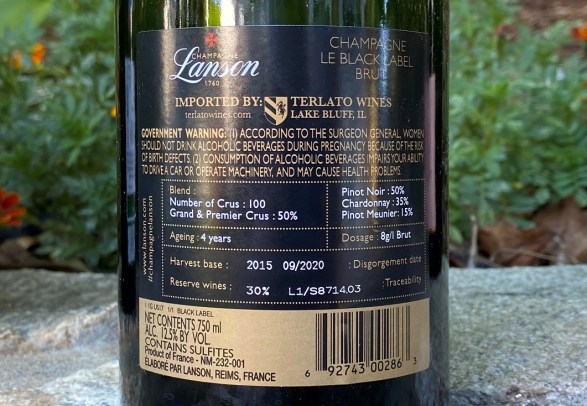 CHAMPAGNE
Lanson
1760
CHAMPAGNE
LE BLACK LABEL
BRUT
IMPORTED BY: TERLATO WINES
terlatowines.com LAKE BLUFF, IL
GOVERNMENT WARNING: (1) ACCORDING TO THE SURGEON GENERAL, WOMEN
SHOULD NOT DRINK ALCOHOLIC BEVERAGES DURING PREGNANCY BECAUSE OF THE RISK
OF BIRTH DEFECTS. (2) CONSUMPTION OF ALCOHOLIC BEVERAGES IMPAIRS YOUR ABILITY
TO DRIVE A CAR OR OPERATE MACHINERY, AND MAY CAUSE HEALTH PROBLEMS.
www.lanson.com
#champagnelanson
Blend :
Number of Crus : 100
Grand & Premier Crus : 50%
Pinot Noir : 50%
Chardonnay : 35%
Pinot Meunier : 15%
Ageing : 4 years
Dosage : 8g/l Brut
Harvest base : 2015 09/2020 : Disgorgement date
Reserve wines : 30% L1/S8714.03 : Traceability
BLACK LABEL
NET CONTENTS 750 ml
ALC. 12.5% BY VOL.
CONTAINS SULFITES
Product of France - NM-232-001
ÉLABORÉ PAR LANSON, REIMS, FRANCE
6 92743 00286 3